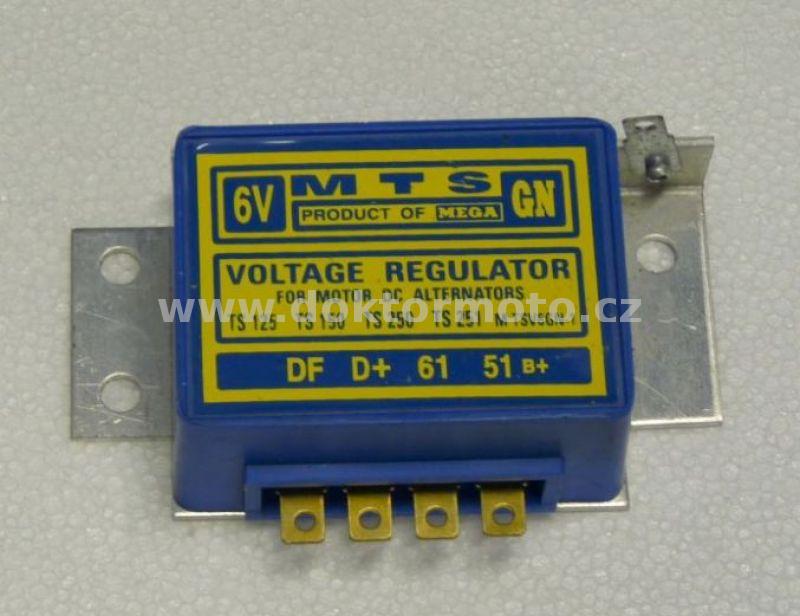 6V MTS GN
PRODUCT OF MEGA
VOLTAGE REGULATOR
FOR MOTOR DC ALTERNATORS
www.doktormoto.cz
TS 125 TS 150 TS 250 TS 251
DF D+ 61 51 B+